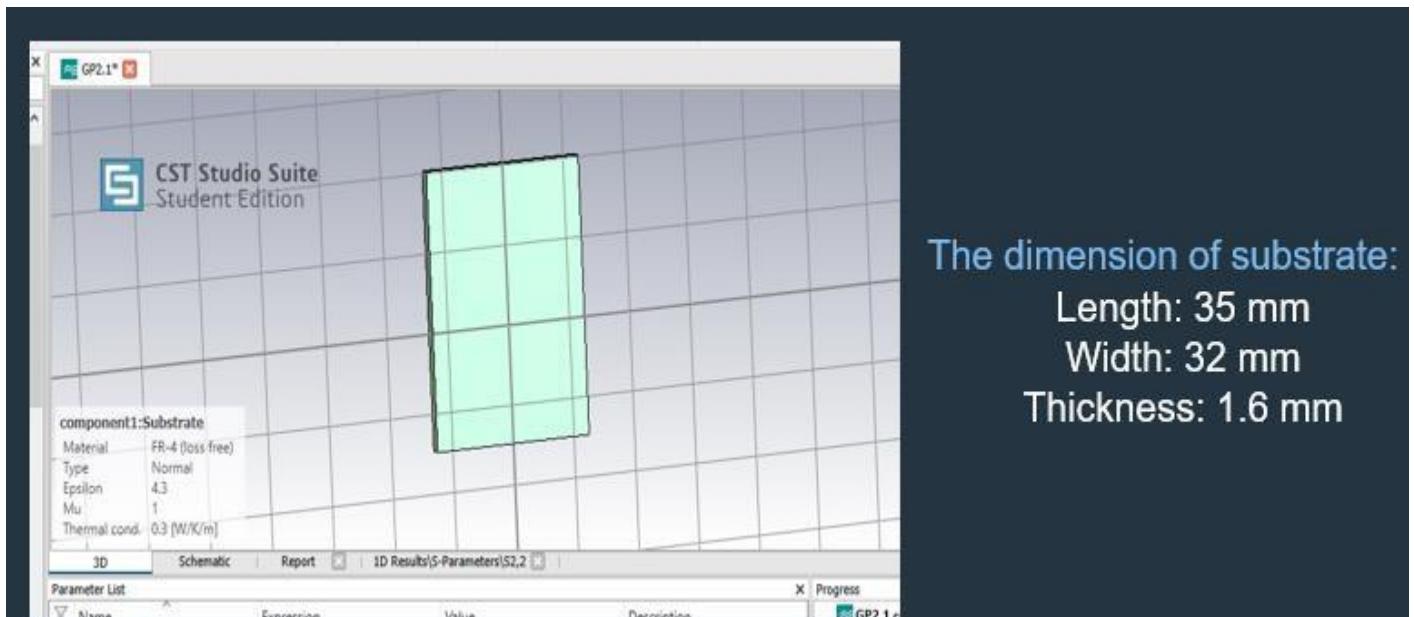 GP2.1*
CST Studio Suite
Student Edition
component1:Substrate
Material FR-4 (loss free)
Type Normal
Epsilon 4.3
Mu 1
Thermal cond. 0.3 [W/K/m]
3D Schematic Report 1D Results\S-Parameters\S2,2
Parameter List Progress
Name Expression Value Description
The dimension of substrate:
Length: 35 mm
Width: 32 mm
Thickness: 1.6 mm